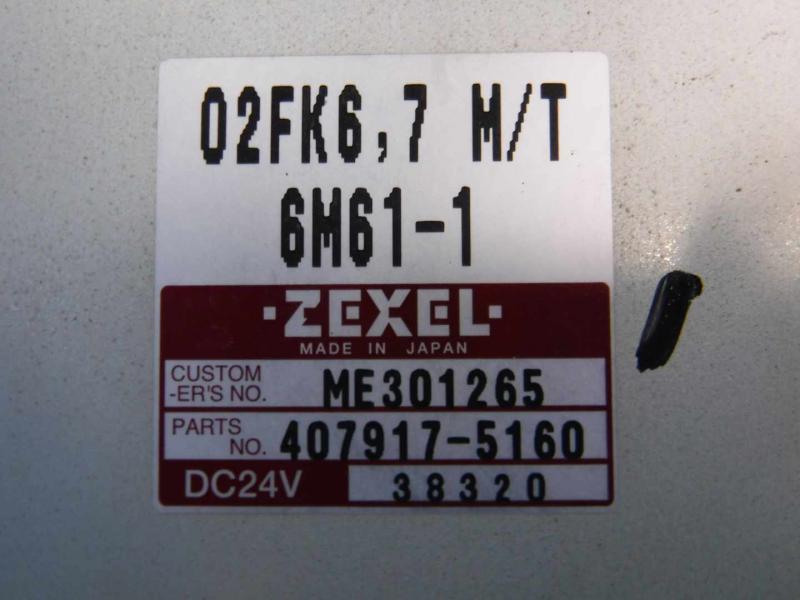 02FK6,7 M/T
6M61-1
·ZEXEL·
MADE IN JAPAN
CUSTOM
-ER'S NO. ME301265
PARTS
NO. 407917-5160
DC24V 38320